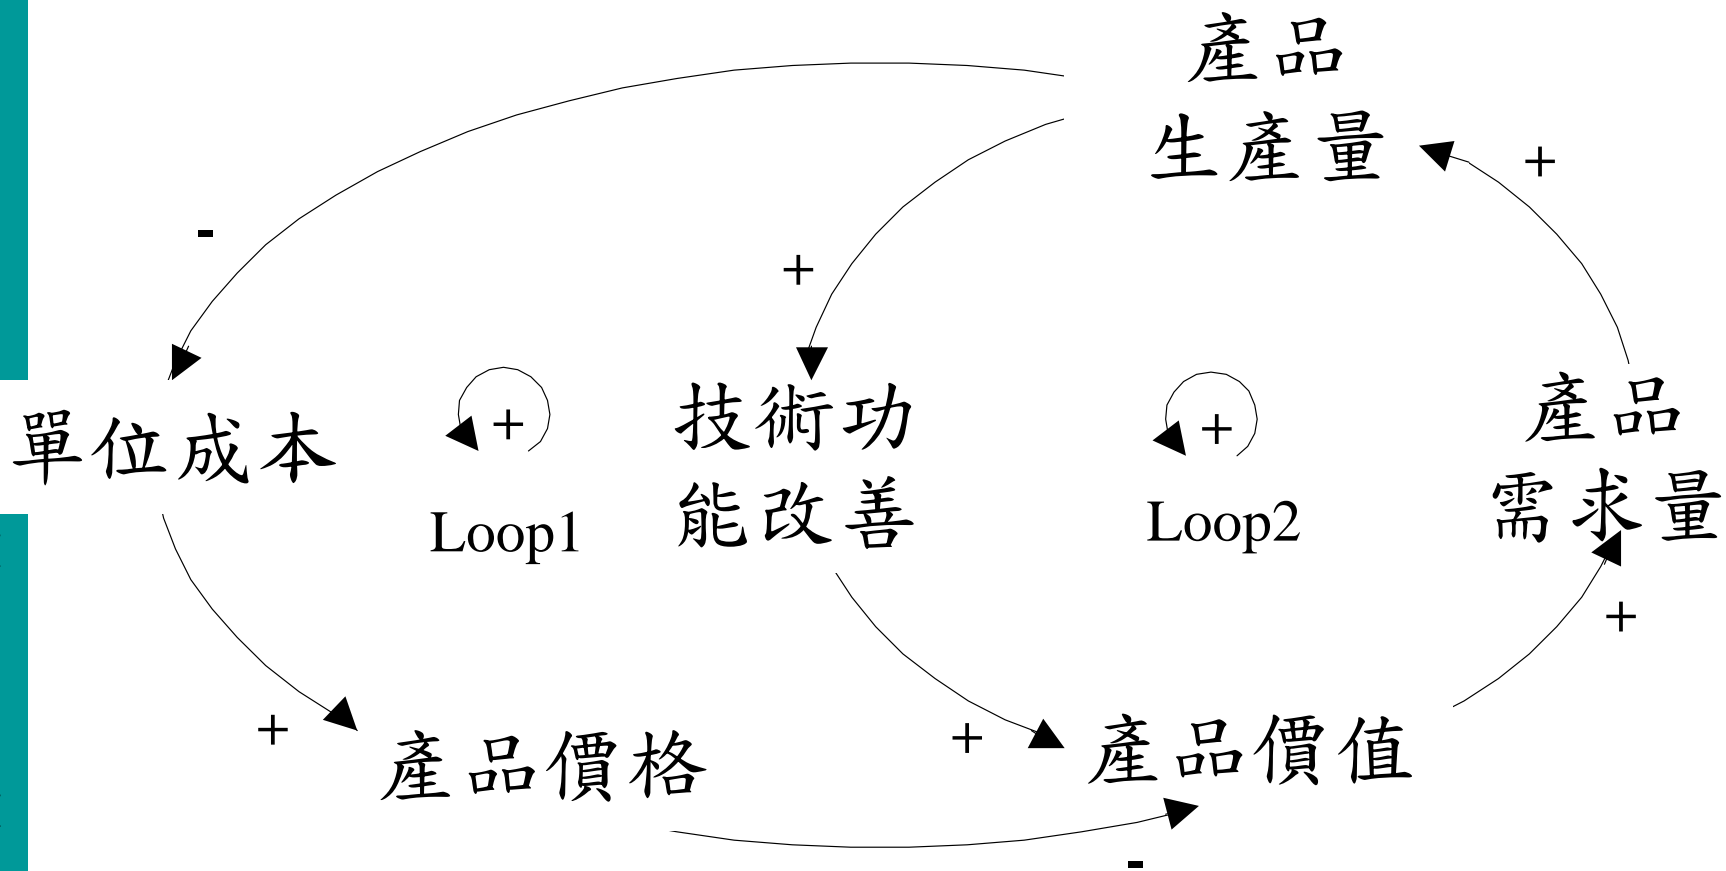 產品
生產量
+
-
+
單位成本
+
Loop1
技術功
能改善
+
Loop2
產品
需求量
+
+
產品價格
+
產品價值
-